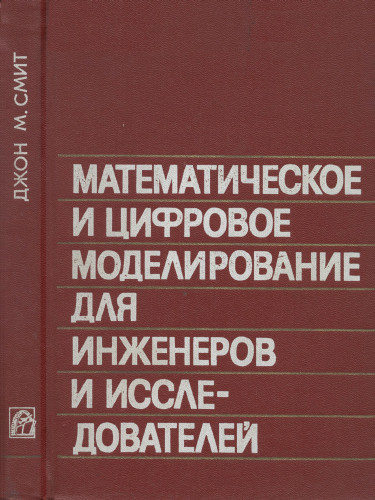 ДЖОН М. СМИТ
МАТЕМАТИЧЕСКОЕ
И ЦИФРОВОЕ
МОДЕЛИРОВАНИЕ
ДЛЯ
ИНЖЕНЕРОВ
И ИССЛЕ-
ДОВАТЕЛЕЙ